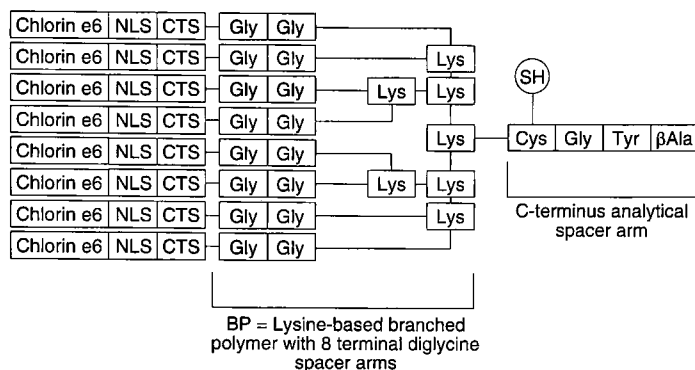 Chlorin e6 NLS CTS Gly Gly
Chlorin e6 NLS CTS Gly Gly Lys
Chlorin e6 NLS CTS Gly Gly Lys Lys
Chlorin e6 NLS CTS Gly Gly
SH
Lys Cys Gly Tyr βAla
Chlorin e6 NLS CTS Gly Gly
Chlorin e6 NLS CTS Gly Gly Lys Lys
Chlorin e6 NLS CTS Gly Gly Lys
Chlorin e6 NLS CTS Gly Gly
C-terminus analytical
spacer arm
BP = Lysine-based branched
polymer with 8 terminal diglycine
spacer arms